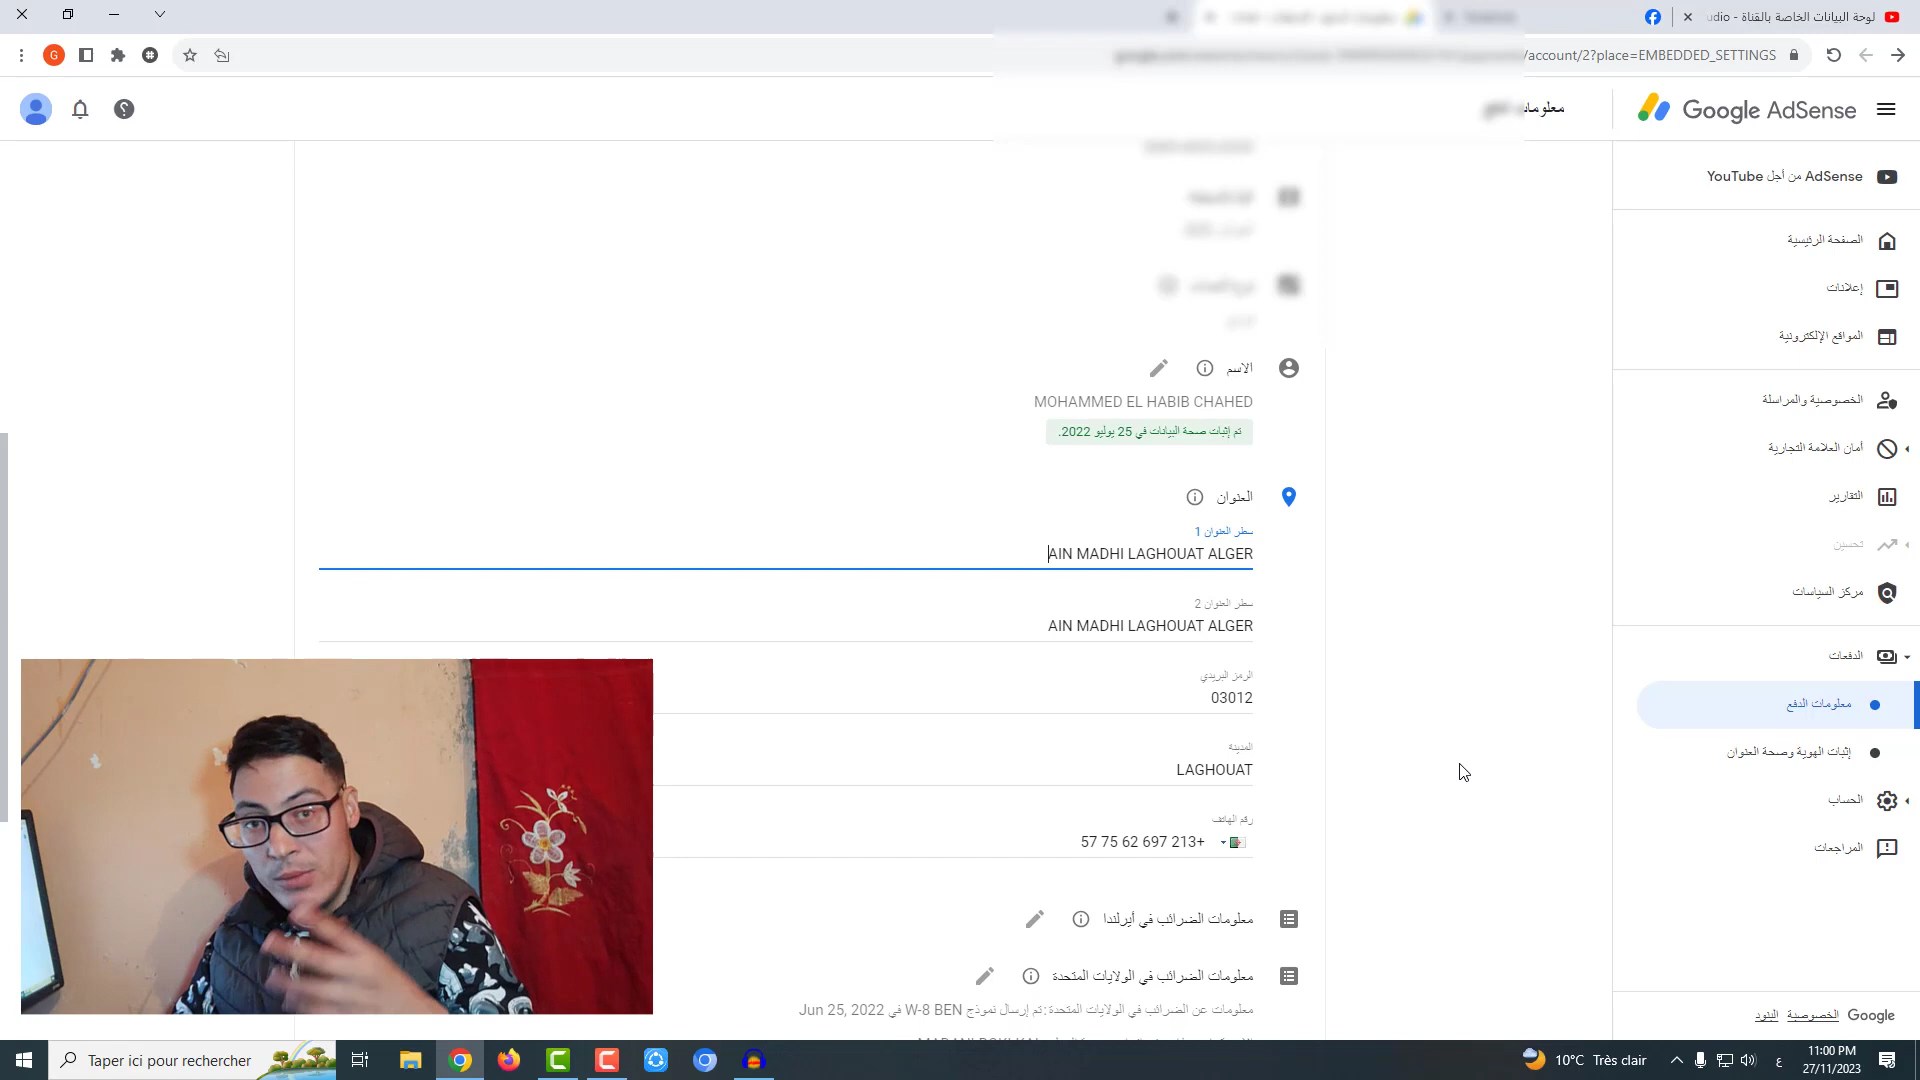 لوحة البيانات الخاصة بالقناة - udio
/account/2?place=EMBEDDED_SETTINGS
Google AdSense
AdSense من أجل YouTube
الصفحة الرئيسية
إعلانات
المواقع الإلكترونية
الخصوصية والمراسلة
أمان العلامة التجارية
التقارير
تحسين
مركز السياسات
الدفعات
معلومات الدفع
إثبات الهوية وصحة العنوان
الحساب
المراجعات
Google الخصوصية البنود
الاسم
MOHAMMED EL HABIB CHAHED
تم إثبات صحة البيانات في 25 يوليو 2022.
العنوان
سطر العنوان 1
AIN MADHI LAGHOUAT ALGER
سطر العنوان 2
AIN MADHI LAGHOUAT ALGER
الرمز البريدي
03012
المدينة
LAGHOUAT
رقم الهاتف
+213 697 62 75 57
معلومات الضرائب في أيرلندا
معلومات الضرائب في الولايات المتحدة
معلومات عن الضرائب في الولايات المتحدة: تم إرسال نموذج W-8 BEN في Jun 25, 2022
Taper ici pour rechercher
10°C Très clair
ع
11:00 PM
27/11/2023